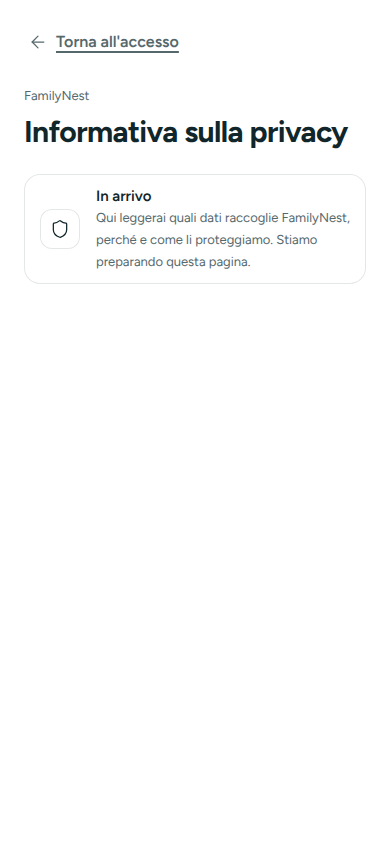 Torna all'accesso
FamilyNest
Informativa sulla privacy
In arrivo
Qui leggerai quali dati raccoglie FamilyNest,
perché e come li proteggiamo. Stiamo
preparando questa pagina.